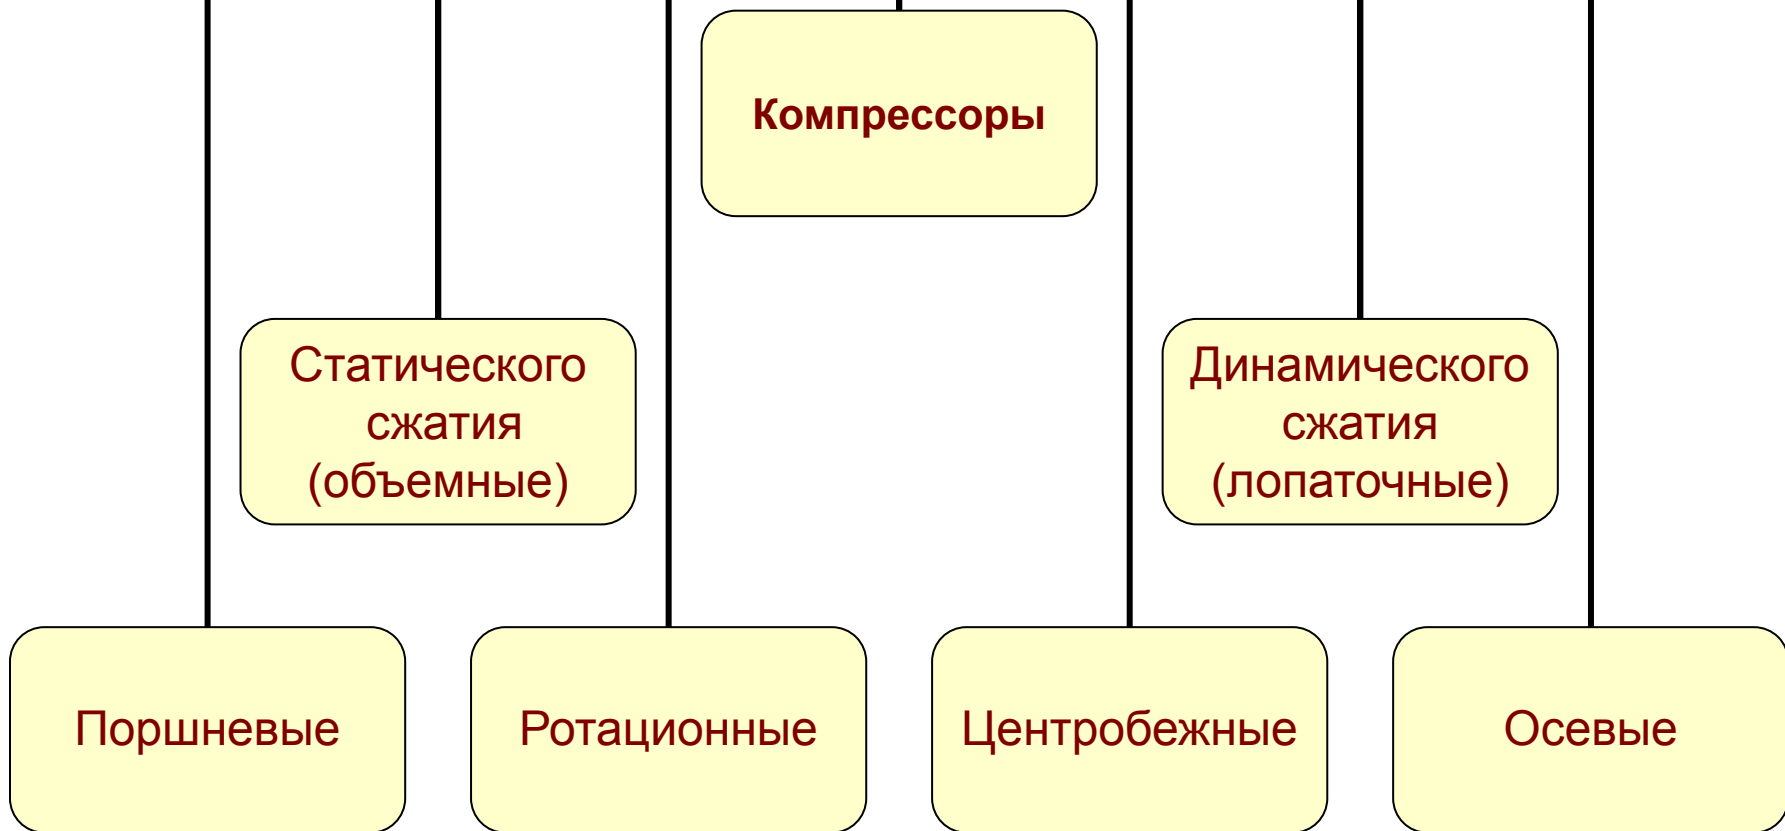 Компрессоры
Статического
сжатия
(объемные)
Динамического
сжатия
(лопаточные)
Поршневые
Ротационные
Центробежные
Осевые